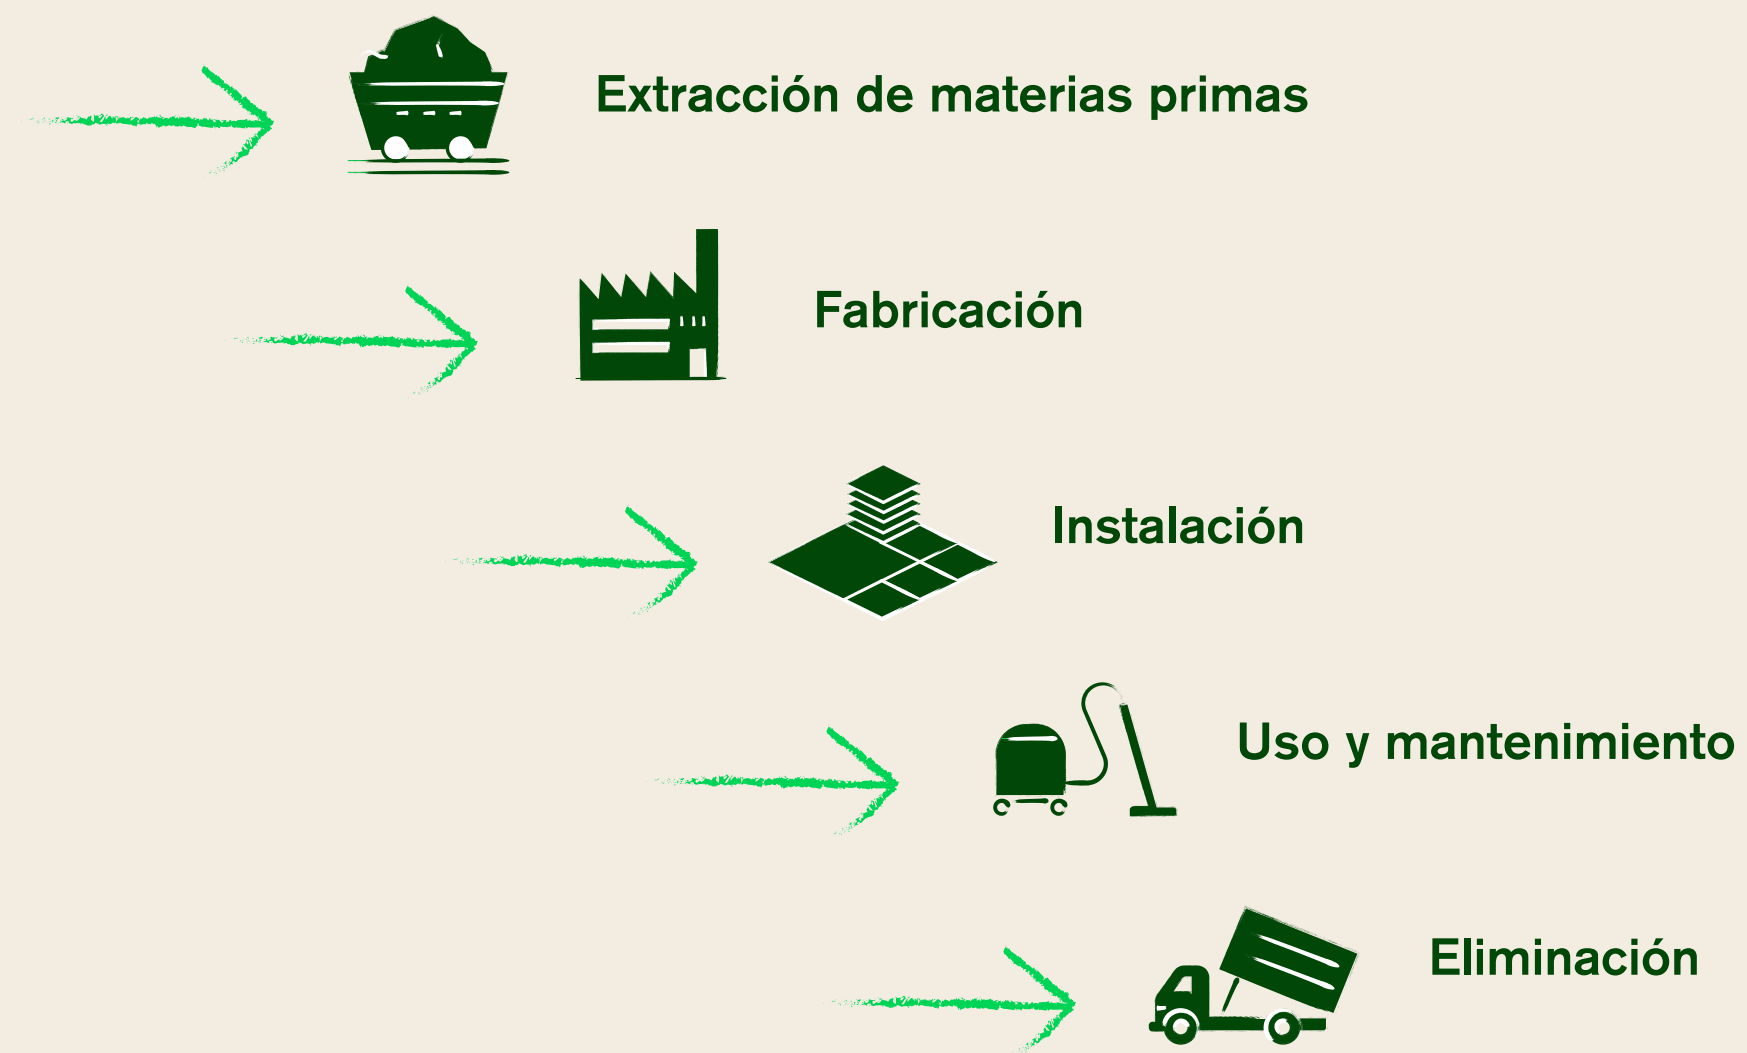 Extracción de materias primas
Fabricación
Instalación
Uso y mantenimiento
Eliminación